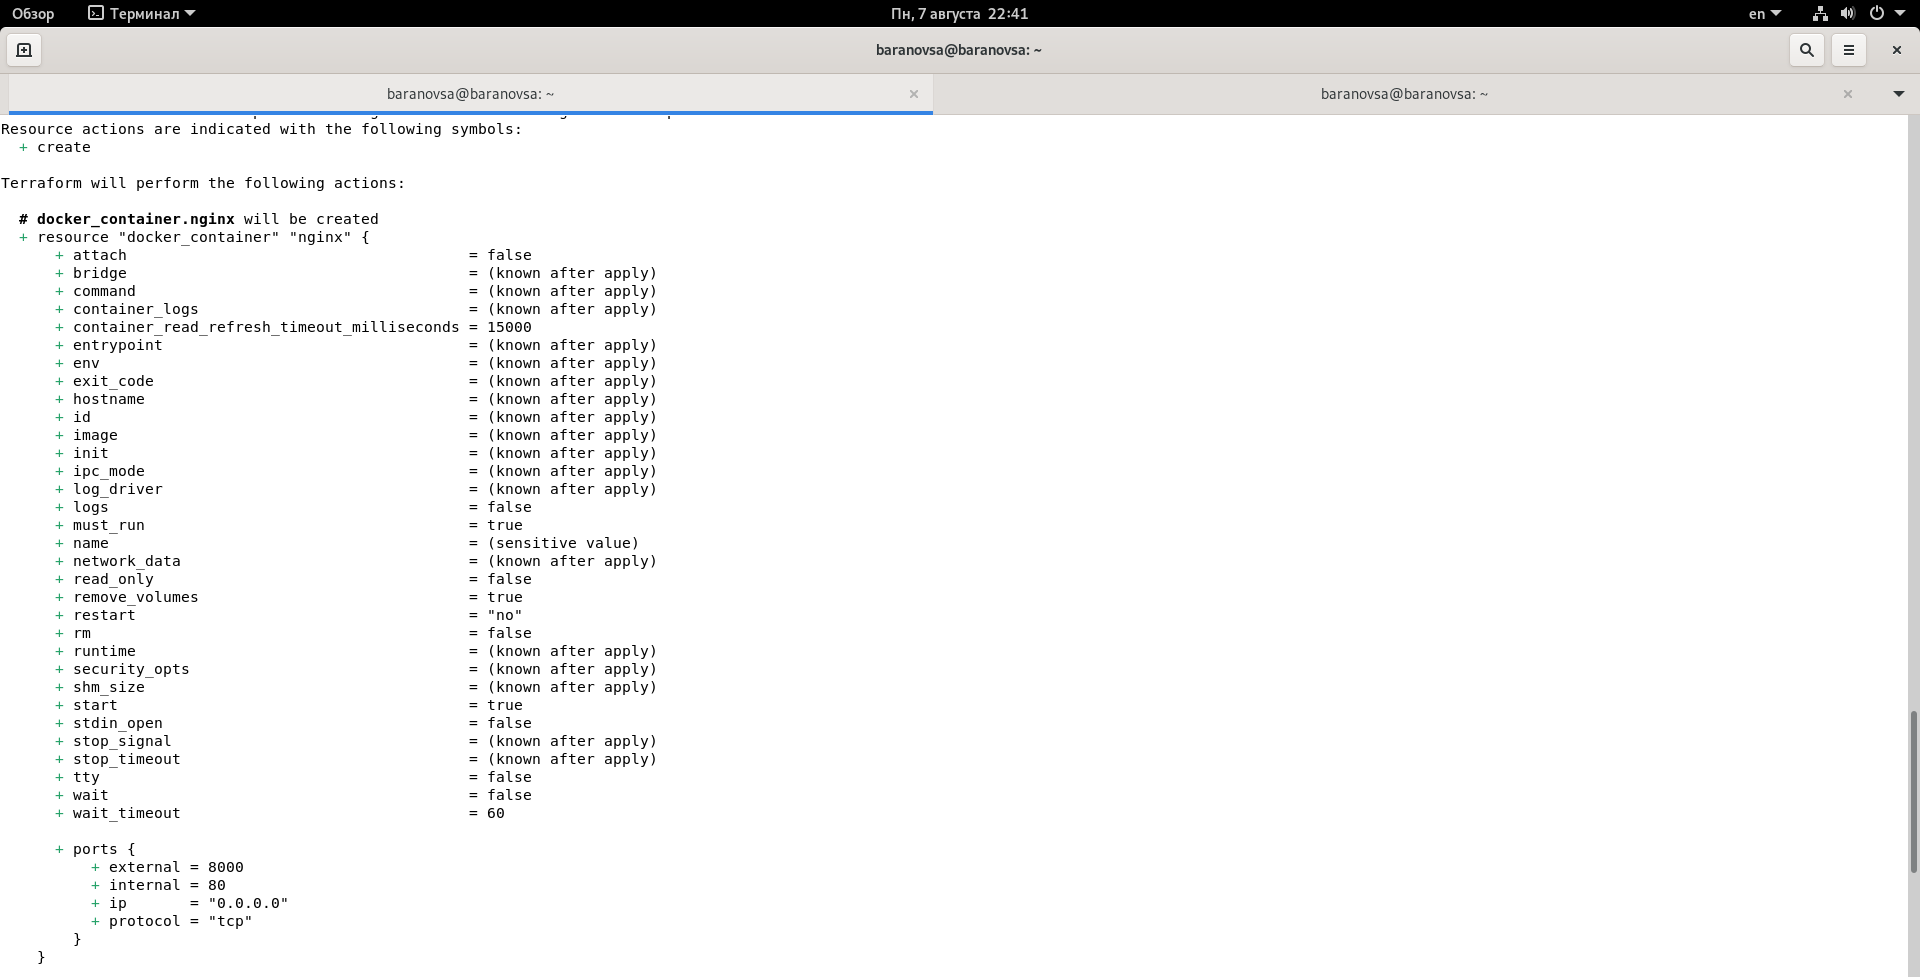 Обзор Терминал Пн, 7 августа 22:41 en
baranovsa@baranovsa: ~
baranovsa@baranovsa: ~ baranovsa@baranovsa: ~
Resource actions are indicated with the following symbols:
  + create

Terraform will perform the following actions:

  # docker_container.nginx will be created
  + resource "docker_container" "nginx" {
      + attach                                      = false
      + bridge                                      = (known after apply)
      + command                                     = (known after apply)
      + container_logs                              = (known after apply)
      + container_read_refresh_timeout_milliseconds = 15000
      + entrypoint                                  = (known after apply)
      + env                                         = (known after apply)
      + exit_code                                   = (known after apply)
      + hostname                                    = (known after apply)
      + id                                          = (known after apply)
      + image                                       = (known after apply)
      + init                                        = (known after apply)
      + ipc_mode                                    = (known after apply)
      + log_driver                                  = (known after apply)
      + logs                                        = false
      + must_run                                    = true
      + name                                        = (sensitive value)
      + network_data                                = (known after apply)
      + read_only                                   = false
      + remove_volumes                              = true
      + restart                                     = "no"
      + rm                                          = false
      + runtime                                     = (known after apply)
      + security_opts                               = (known after apply)
      + shm_size                                    = (known after apply)
      + start                                       = true
      + stdin_open                                  = false
      + stop_signal                                 = (known after apply)
      + stop_timeout                                = (known after apply)
      + tty                                         = false
      + wait                                        = false
      + wait_timeout                                = 60

      + ports {
          + external = 8000
          + internal = 80
          + ip       = "0.0.0.0"
          + protocol = "tcp"
        }
    }